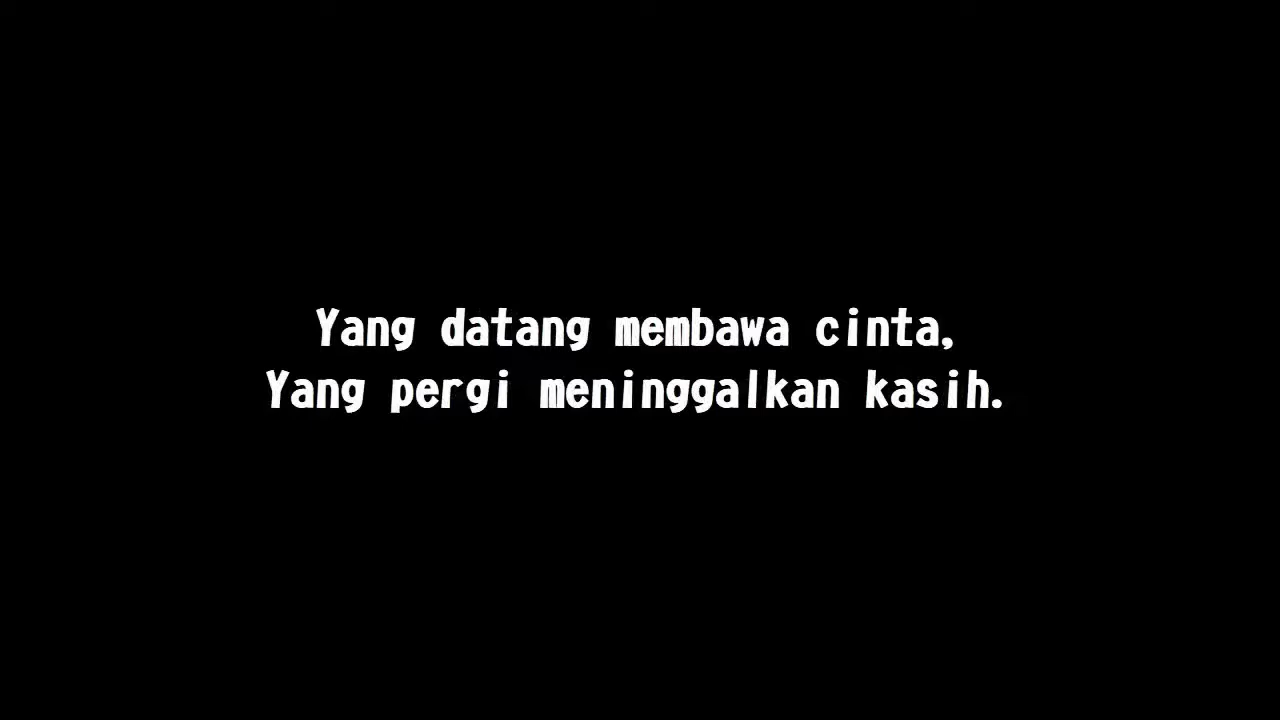 Yang datang membawa cinta,
Yang pergi meninggalkan kasih.